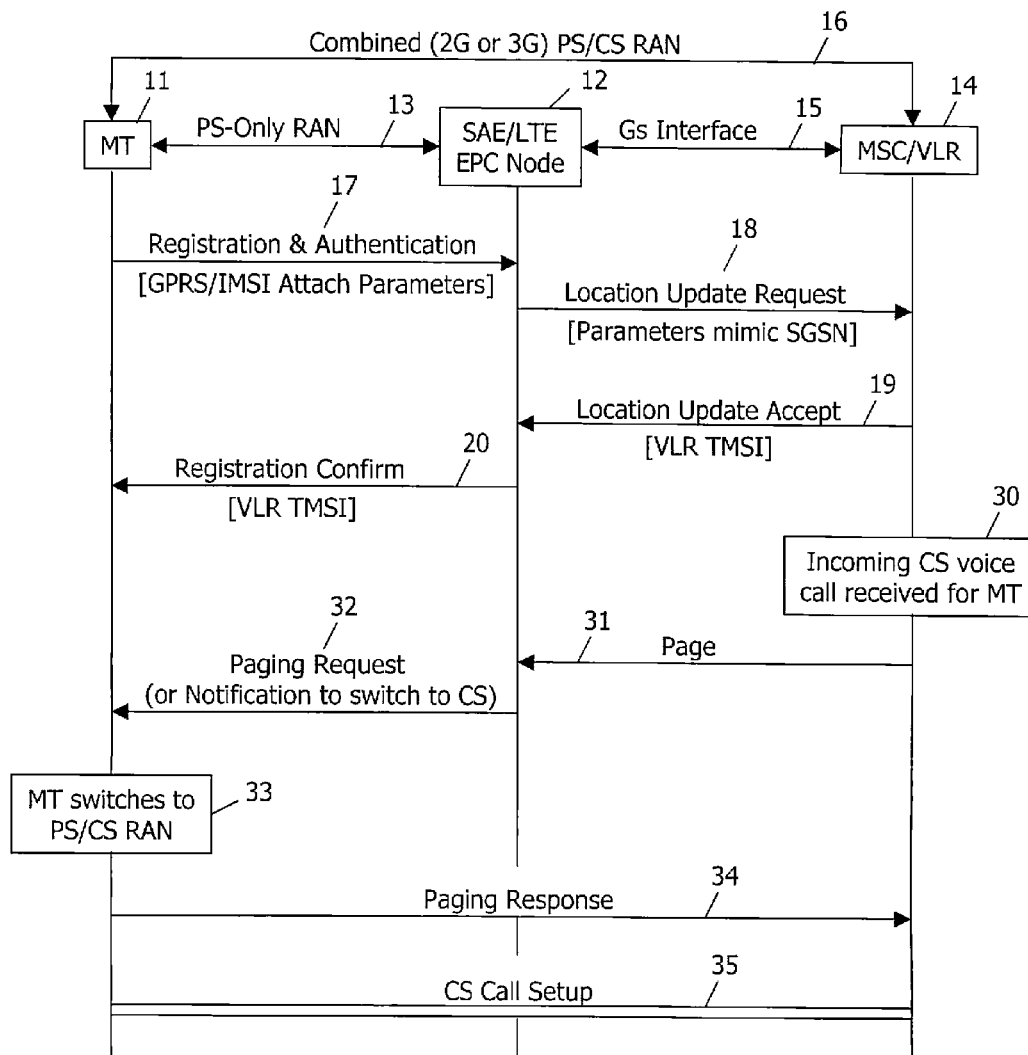 Combined (2G or 3G) PS/CS RAN
16
11
12
14
PS-Only RAN
13
Gs Interface
15
MT
SAE/LTE
EPC Node
MSC/VLR
17
Registration & Authentication
[GPRS/IMSI Attach Parameters]
18
Location Update Request
[Parameters mimic SGSN]
Location Update Accept
19
[VLR TMSI]
Registration Confirm
20
[VLR TMSI]
30
Incoming CS voice
call received for MT
31
Page
32
Paging Request
(or Notification to switch to CS)
MT switches to
PS/CS RAN
33
Paging Response
34
CS Call Setup
35